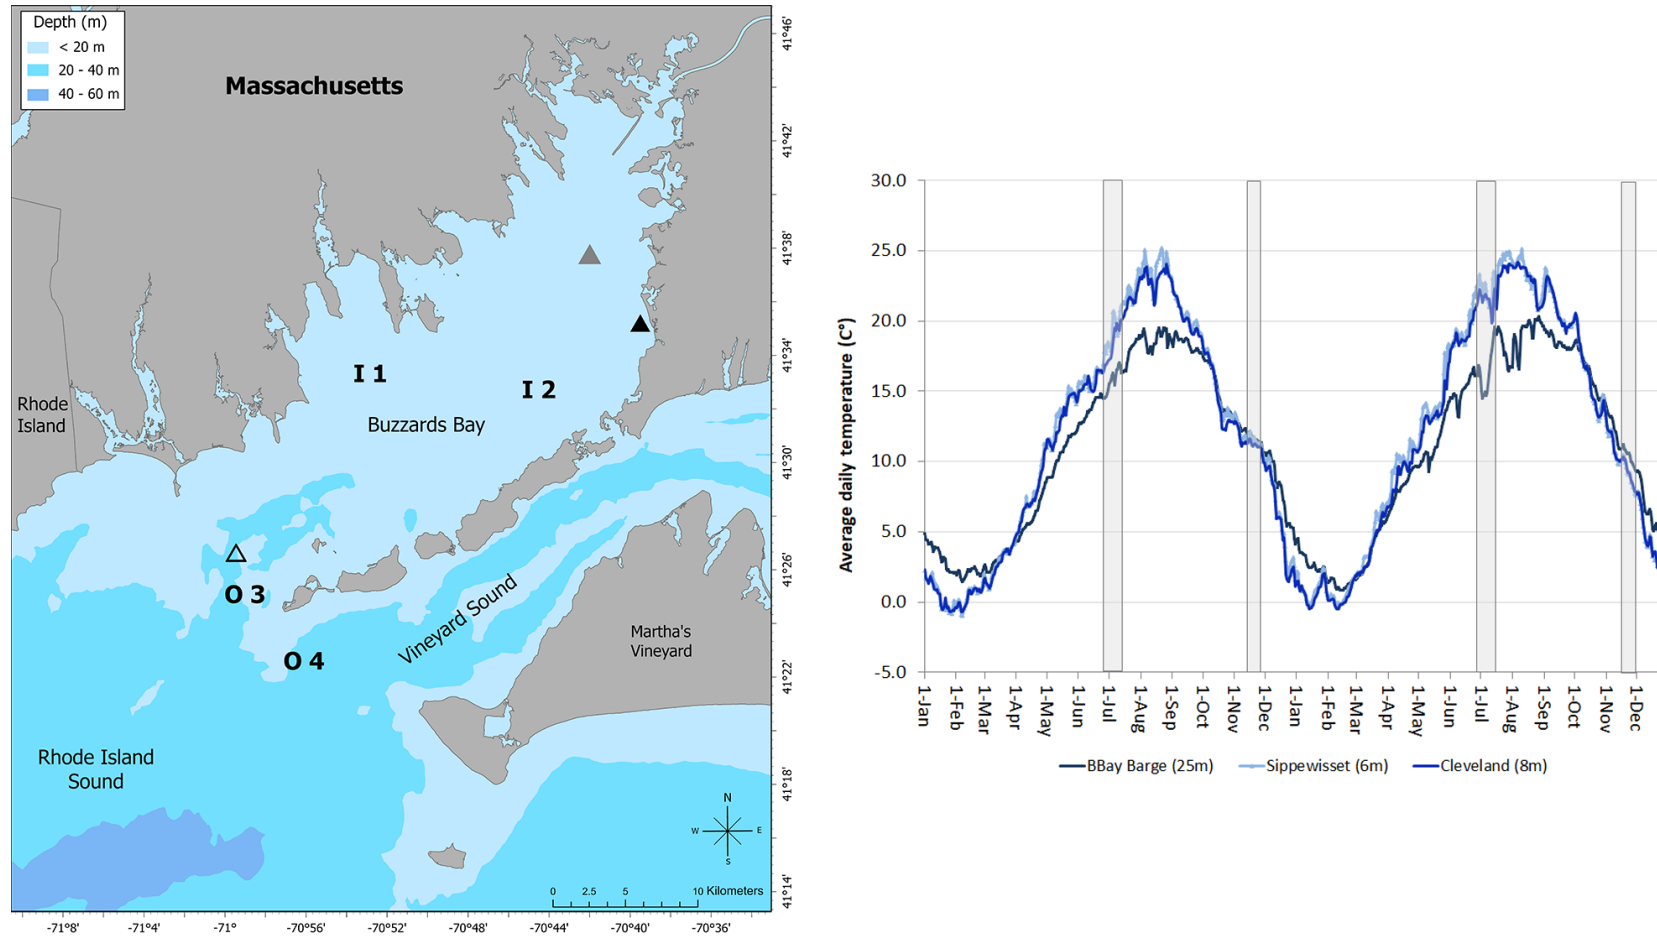 Depth (m)
< 20 m
20 - 40 m
40 - 60 m
Massachusetts
I 1
I 2
Buzzards Bay
Rhode
Island
O 3
O 4
Vineyard Sound
Martha's
Vineyard
Rhode Island
Sound
N
W
E
S
0 2.5 5 10 Kilometers
41°46'
41°42'
41°38'
41°34'
41°30'
41°26'
41°22'
41°18'
41°14'
-71°8' -71°4' -71° -70°56' -70°52' -70°48' -70°44' -70°40' -70°36'
Average daily temperature (C°)
30.0
25.0
20.0
15.0
10.0
5.0
0.0
-5.0
1-Jan 1-Feb 1-Mar 1-Apr 1-May 1-Jun 1-Jul 1-Aug 1-Sep 1-Oct 1-Nov 1-Dec 1-Jan 1-Feb 1-Mar 1-Apr 1-May 1-Jun 1-Jul 1-Aug 1-Sep 1-Oct 1-Nov 1-Dec
BBay Barge (25m) Sippewisset (6m) Cleveland (8m)